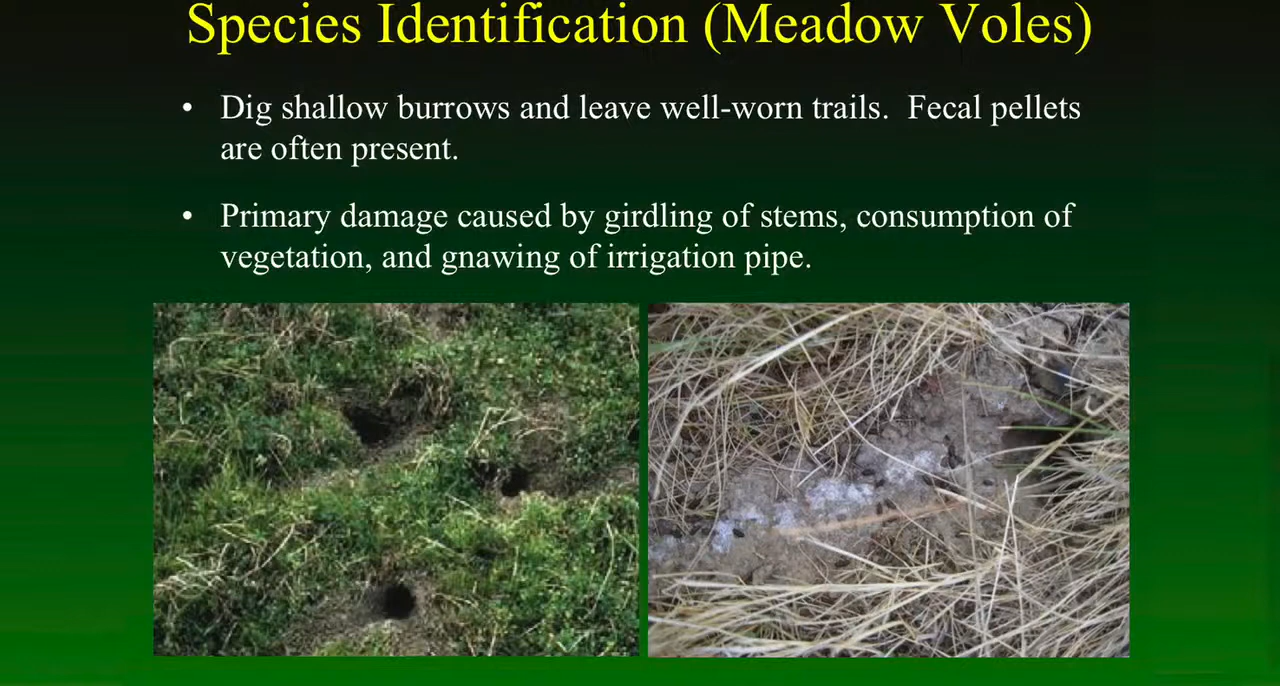 Species Identification (Meadow Voles)
• Dig shallow burrows and leave well-worn trails.  Fecal pellets
are often present.
• Primary damage caused by girdling of stems, consumption of
vegetation, and gnawing of irrigation pipe.